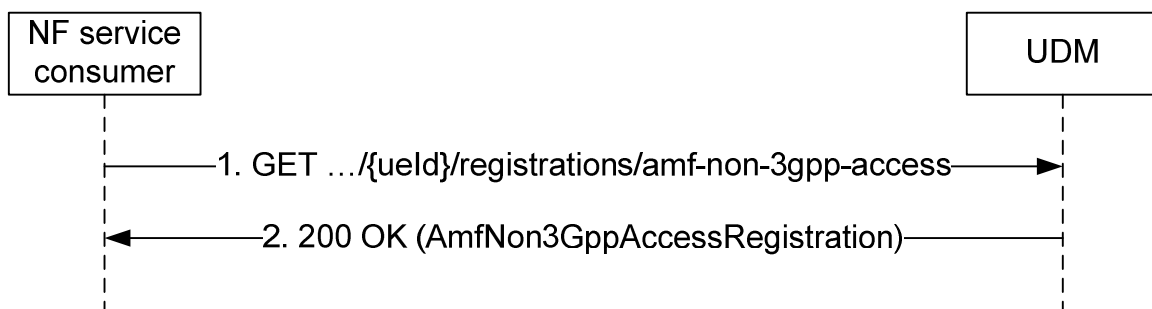 NF service
consumer
UDM
1. GET …/{ueId}/registrations/amf-non-3gpp-access
2. 200 OK (AmfNon3GppAccessRegistration)